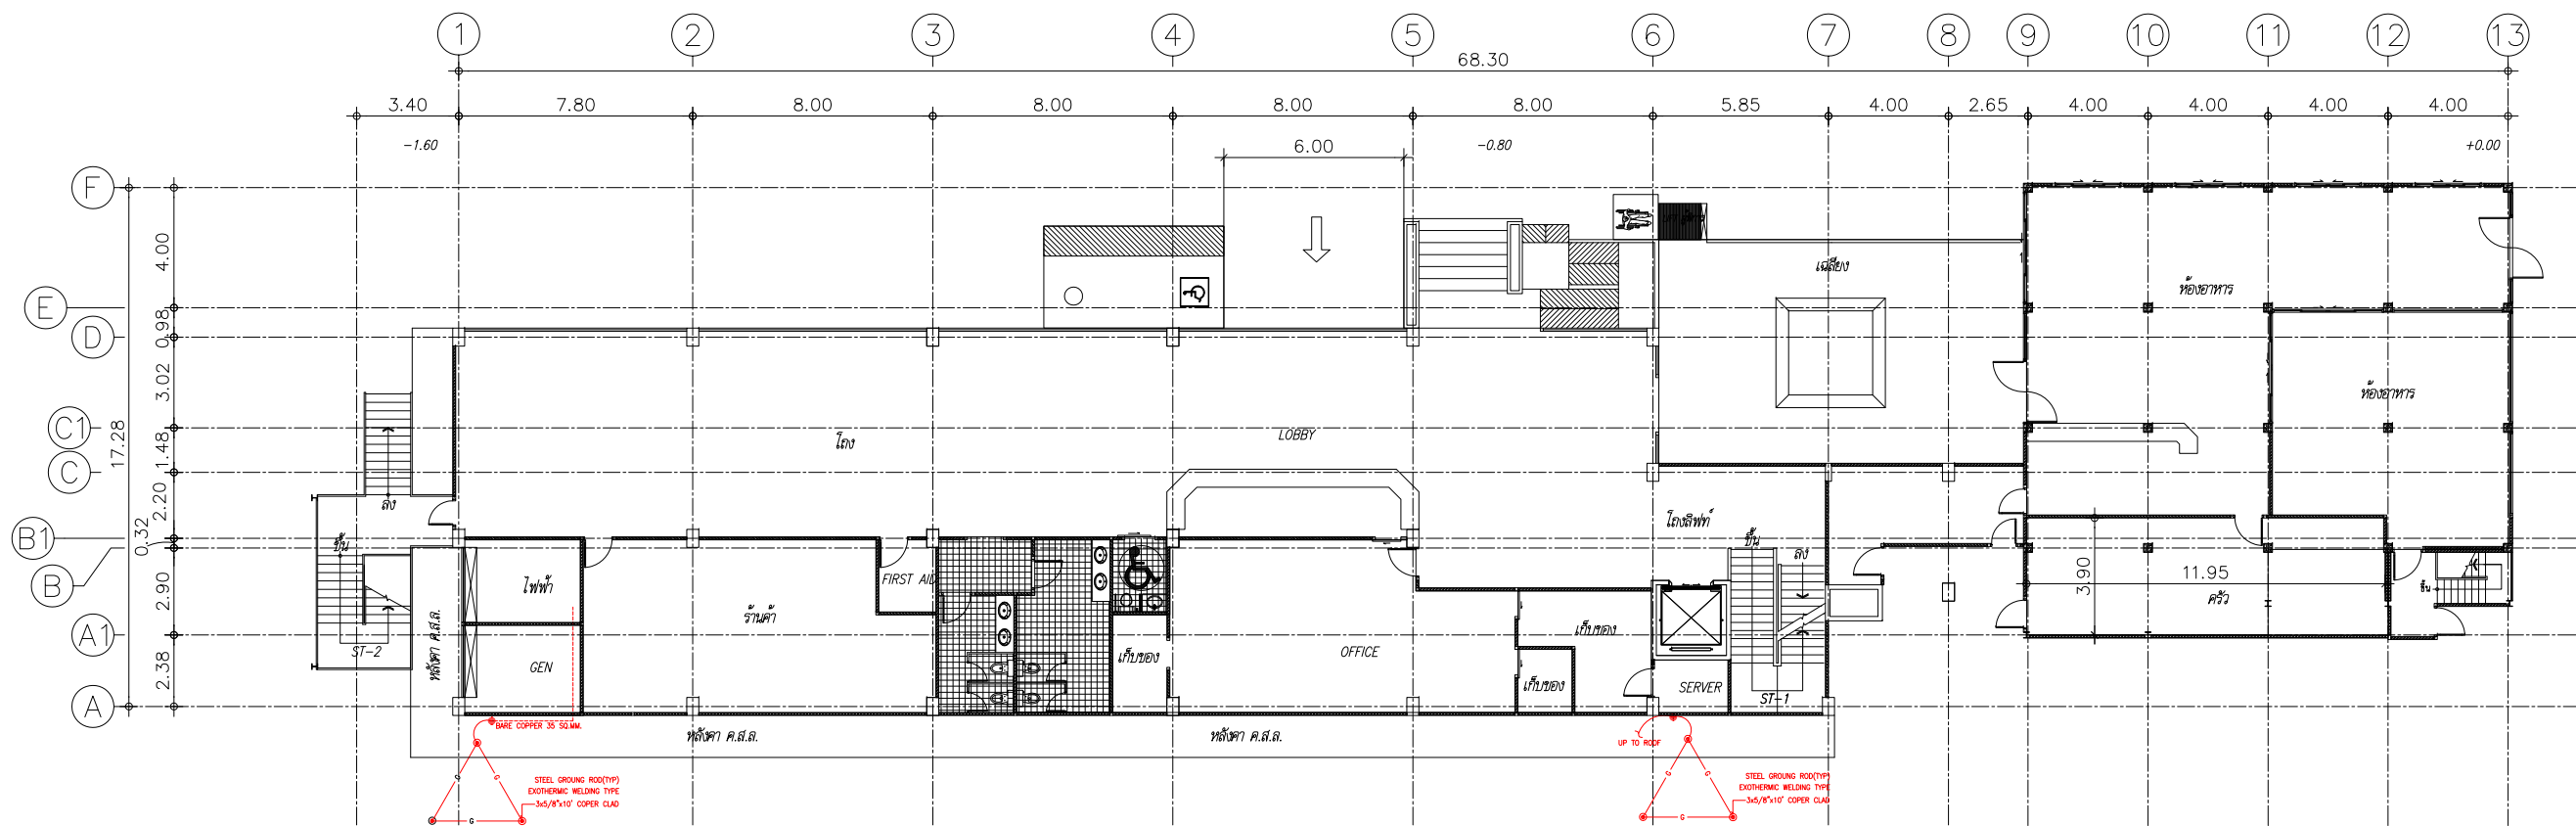 1 2 3 4 5 6 7 8 9 10 11 12 13
68.30
3.40 7.80 8.00 8.00 8.00 8.00 5.85 4.00 2.65 4.00 4.00 4.00 4.00
-1.60 6.00 -0.80 +0.00
F
4.00
E
0.98
D
3.02
C1
17.28
1.48
C
2.20
B1
0.32
B
2.90
A1
2.38
A
เฉลียง
ห้องอาหาร
ห้องอาหาร
โถง
LOBBY
ลง
ขึ้น
โถงลิฟท์
ขึ้น
ลง
ไฟฟ้า
FIRST AID
ร้านค้า
3.90
11.95
ครัว
ขึ้น
หลังคา ค.ส.ล.
ST-2
GEN
เก็บของ
OFFICE
เก็บของ
เก็บของ
SERVER
ST-1
หลังคา ค.ส.ล.
หลังคา ค.ส.ล.
BARE COPPER 35 SQ.MM.
G
G
G
STEEL GROUNG ROD(TYP)
EXOTHERMIC WELDING TYPE
3x5/8"x10' COPER CLAD
UP TO ROOF
G
G
G
STEEL GROUNG ROD(TYP)
EXOTHERMIC WELDING TYPE
3x5/8"x10' COPER CLAD